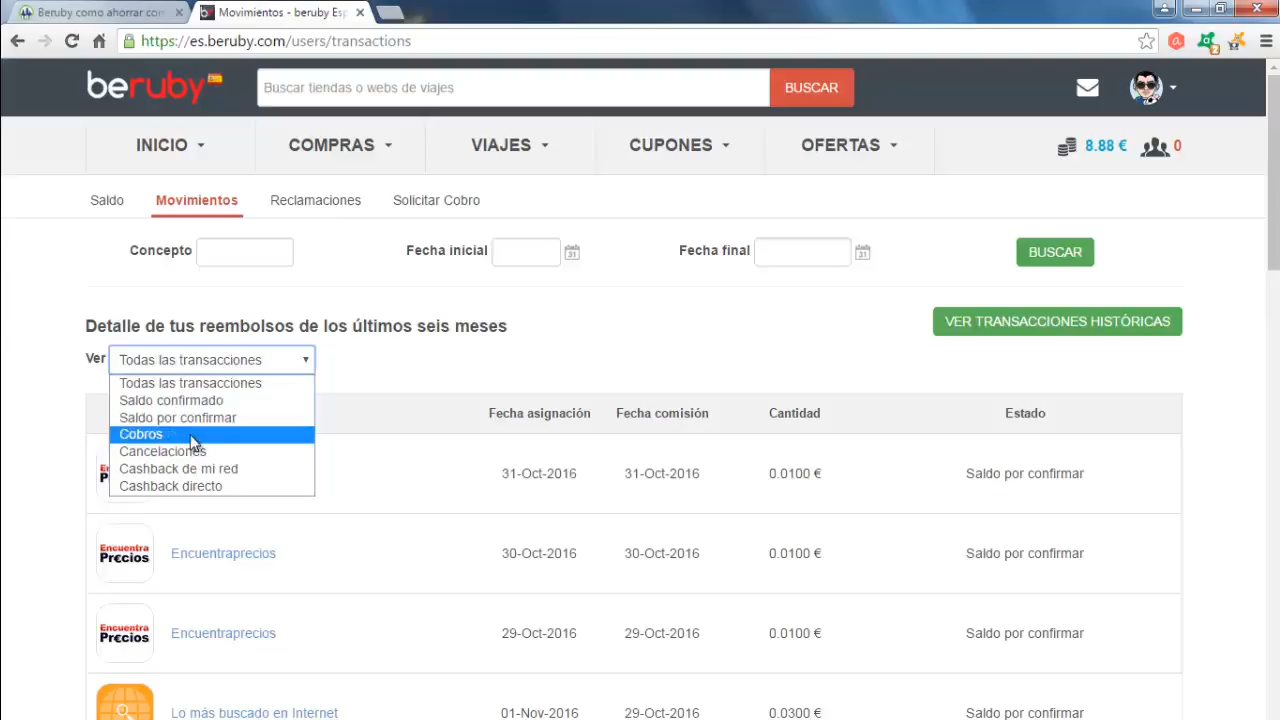 Beruby como ahorrar con
Movimientos - beruby Esp
https://es.beruby.com/users/transactions
beruby
Buscar tiendas o webs de viajes
BUSCAR
INICIO
COMPRAS
VIAJES
CUPONES
OFERTAS
8.88 €
0
Saldo
Movimientos
Reclamaciones
Solicitar Cobro
Concepto
Fecha inicial
31
Fecha final
31
BUSCAR
Detalle de tus reembolsos de los últimos seis meses
VER TRANSACCIONES HISTÓRICAS
Ver
Todas las transacciones
Todas las transacciones
Saldo confirmado
Saldo por confirmar
Cobros
Cancelaciones
Cashback de mi red
Cashback directo
Fecha asignación
Fecha comisión
Cantidad
Estado
31-Oct-2016
31-Oct-2016
0.0100 €
Saldo por confirmar
Encuentra
Precios
Encuentraprecios
30-Oct-2016
30-Oct-2016
0.0100 €
Saldo por confirmar
Encuentra
Precios
Encuentraprecios
29-Oct-2016
29-Oct-2016
0.0100 €
Saldo por confirmar
Lo más buscado en Internet
01-Nov-2016
29-Oct-2016
0.0300 €
Saldo por confirmar